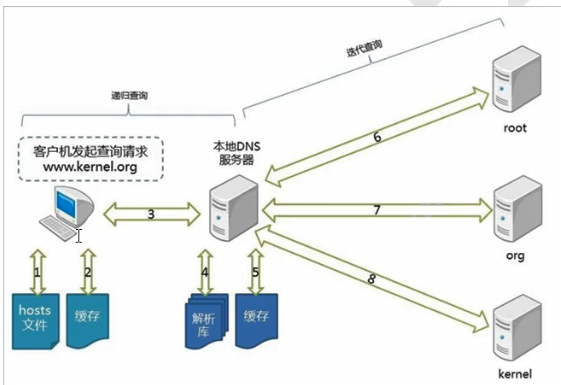 迭代查询
递归查询
客户机发起查询请求
www.kernel.org
本地DNS
服务器
root
6
3
7
org
1
2
4
5
8
hosts
文件
缓存
解析
库
缓存
kernel